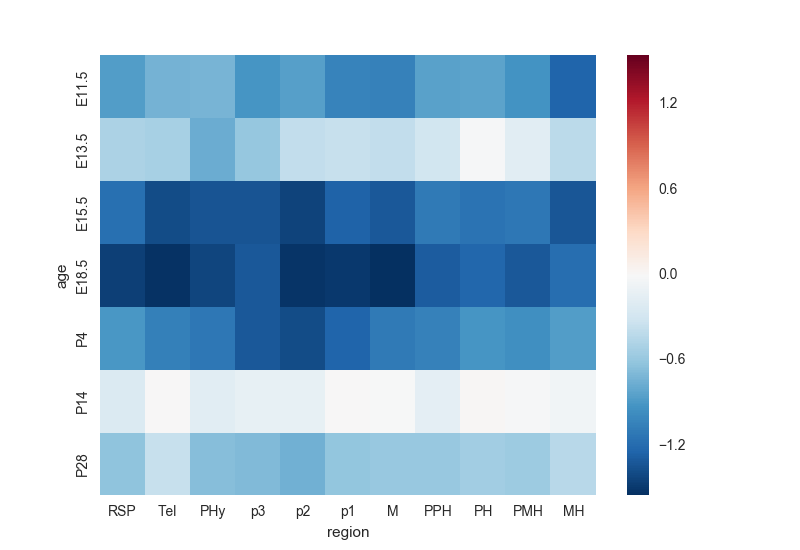 age
E11.5
E13.5
E15.5
E18.5
P4
P14
P28
RSP Tel PHy p3 p2 p1 M PPH PH PMH MH
region
1.2
0.6
0.0
−0.6
−1.2